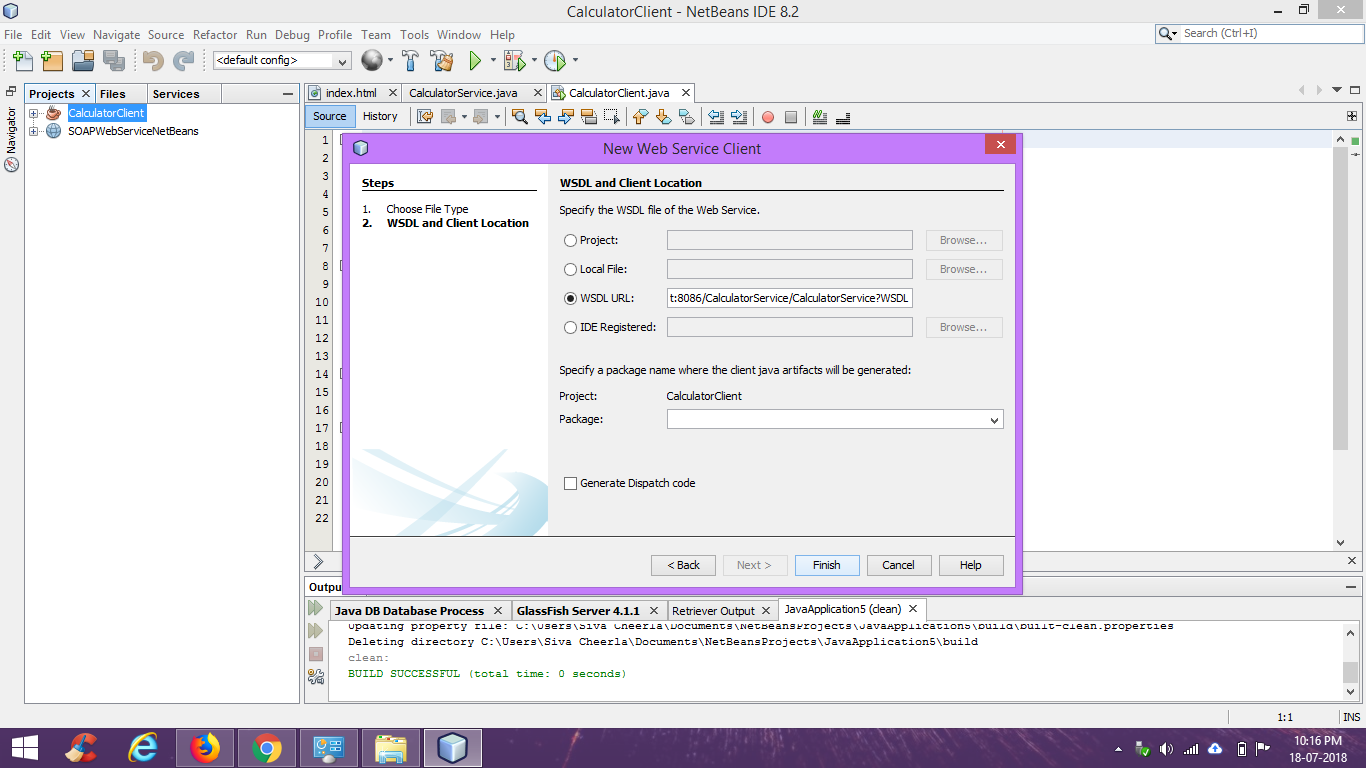 CalculatorClient - NetBeans IDE 8.2
File Edit View Navigate Source Refactor Run Debug Profile Team Tools Window Help
Search (Ctrl+I)
<default config>
Projects Files Services
index.html CalculatorService.java CalculatorClient.java
Navigator
CalculatorClient
SOAPWebServiceNetBeans
Source History
1
2
3
4
5
6
7
8
9
10
11
12
13
14
15
16
17
18
19
20
21
22
New Web Service Client
Steps
1. Choose File Type
2. WSDL and Client Location
WSDL and Client Location
Specify the WSDL file of the Web Service.
Project: Browse...
Local File: Browse...
WSDL URL: t:8086/CalculatorService/CalculatorService?WSDL
IDE Registered: Browse...
Specify a package name where the client java artifacts will be generated:
Project: CalculatorClient
Package:
Generate Dispatch code
< Back Next > Finish Cancel Help
Outpu
Java DB Database Process GlassFish Server 4.1.1 Retriever Output JavaApplication5 (clean)
Updating property file: C:\Users\Siva Cheerla\Documents\NetBeansProjects\JavaApplication5\build\built-clean.properties
Deleting directory C:\Users\Siva Cheerla\Documents\NetBeansProjects\JavaApplication5\build
clean:
BUILD SUCCESSFUL (total time: 0 seconds)
1:1 INS
10:16 PM
18-07-2018